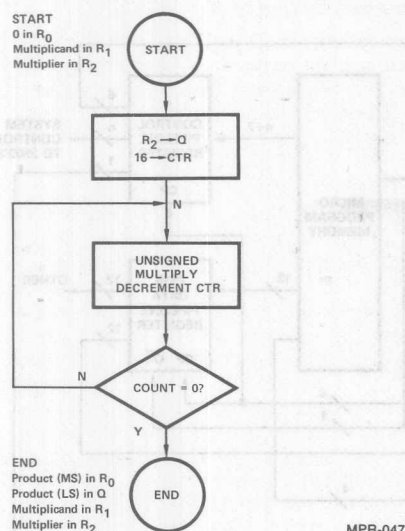 START
0 in R0
Multiplicand in R1
Multiplier in R2
START
R2 → Q
16 → CTR
N
UNSIGNED
MULTIPLY
DECREMENT CTR
N
COUNT = 0?
Y
END
Product (MS) in R0
Product (LS) in Q
Multiplicand in R1
Multiplier in R2
END
MPR-047